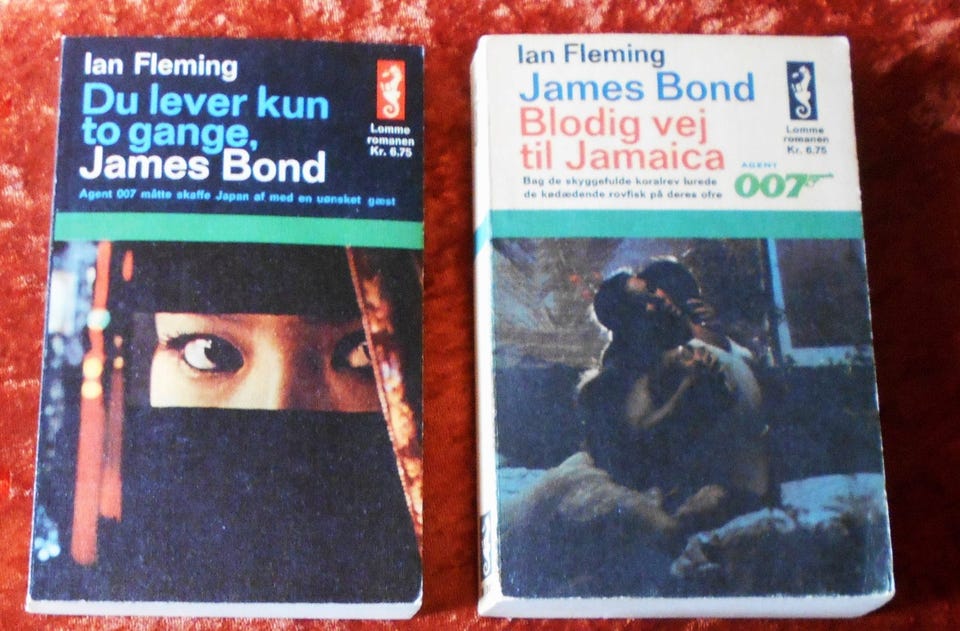 Ian Fleming
Du lever kun
to gange,
James Bond
Lomme
romanen
Kr. 6.75
Agent 007 måtte skaffe Japan af med en uønsket gæst
Ian Fleming
James Bond
Blodig vej
til Jamaica
Lomme
romanen
Kr. 6.75
AGENT
007
Bag de skyggefulde koralrev lurede
de kødædende rovfisk på deres ofre